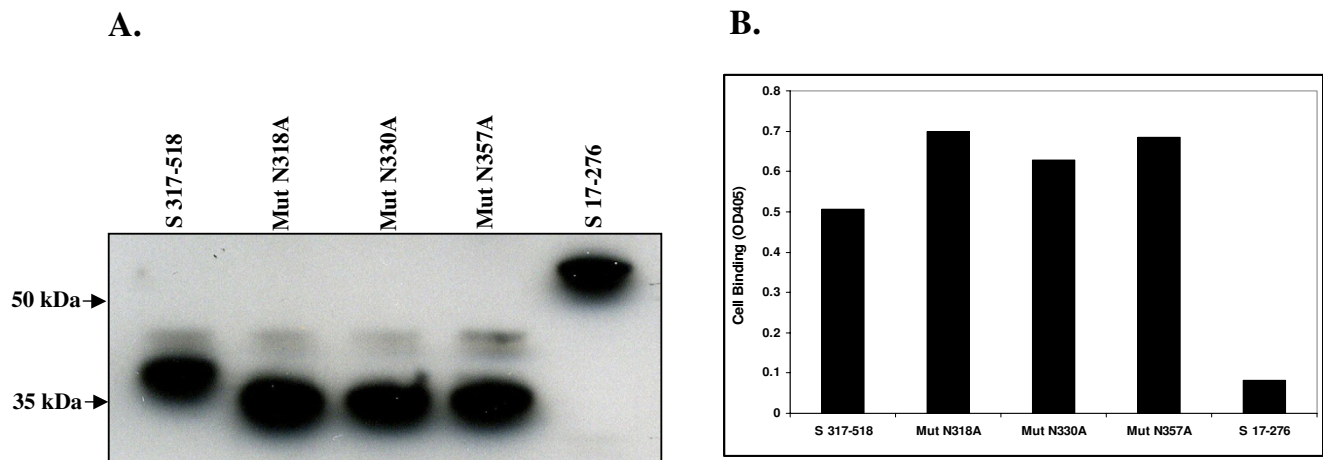 A.
S 317-518
Mut N318A
Mut N330A
Mut N357A
S 17-276
50 kDa
35 kDa
B.
Cell Binding (OD405)
0.8
0.7
0.6
0.5
0.4
0.3
0.2
0.1
0
S 317-518 Mut N318A Mut N330A Mut N357A S 17-276